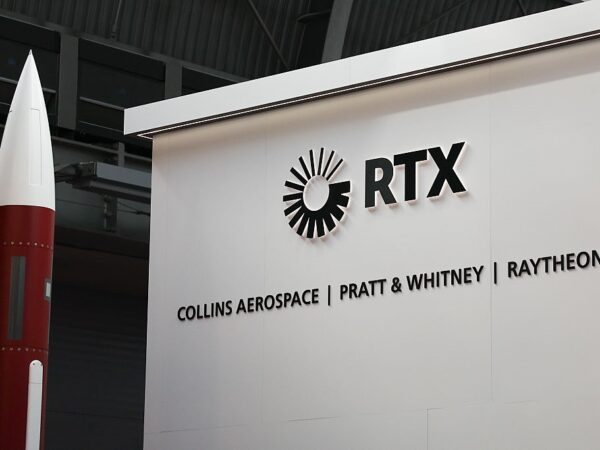 RTX
COLLINS AEROSPACE | PRATT & WHITNEY | RAYTHEON